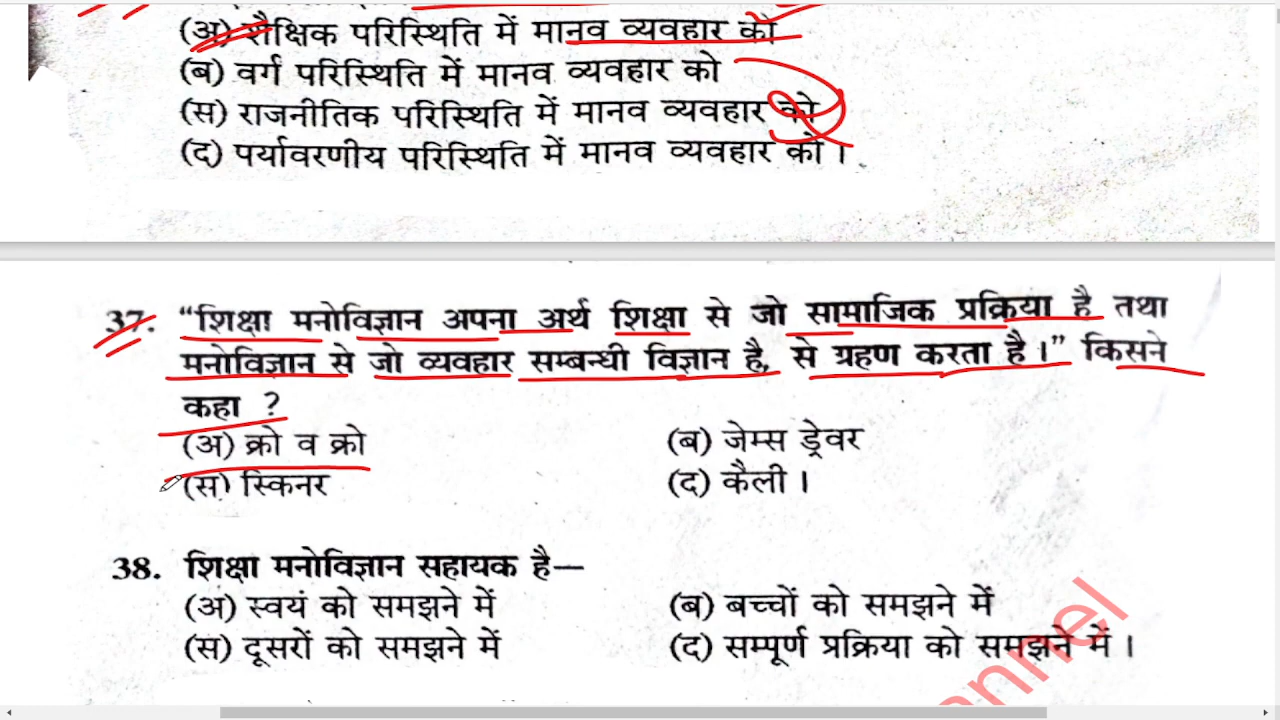 (अ) शैक्षिक परिस्थिति में मानव व्यवहार को
(ब) वर्ग परिस्थिति में मानव व्यवहार को
(स) राजनीतिक परिस्थिति में मानव व्यवहार को
(द) पर्यावरणीय परिस्थिति में मानव व्यवहार को।
37. “शिक्षा मनोविज्ञान अपना अर्थ शिक्षा से जो सामाजिक प्रक्रिया है तथा
मनोविज्ञान से जो व्यवहार सम्बन्धी विज्ञान है, से ग्रहण करता है।” किसने
कहा ?
(अ) क्रो व क्रो (ब) जेम्स ड्रेवर
(स) स्किनर (द) कैली।
38. शिक्षा मनोविज्ञान सहायक है—
(अ) स्वयं को समझने में (ब) बच्चों को समझने में
(स) दूसरों को समझने में (द) सम्पूर्ण प्रक्रिया को समझने में।